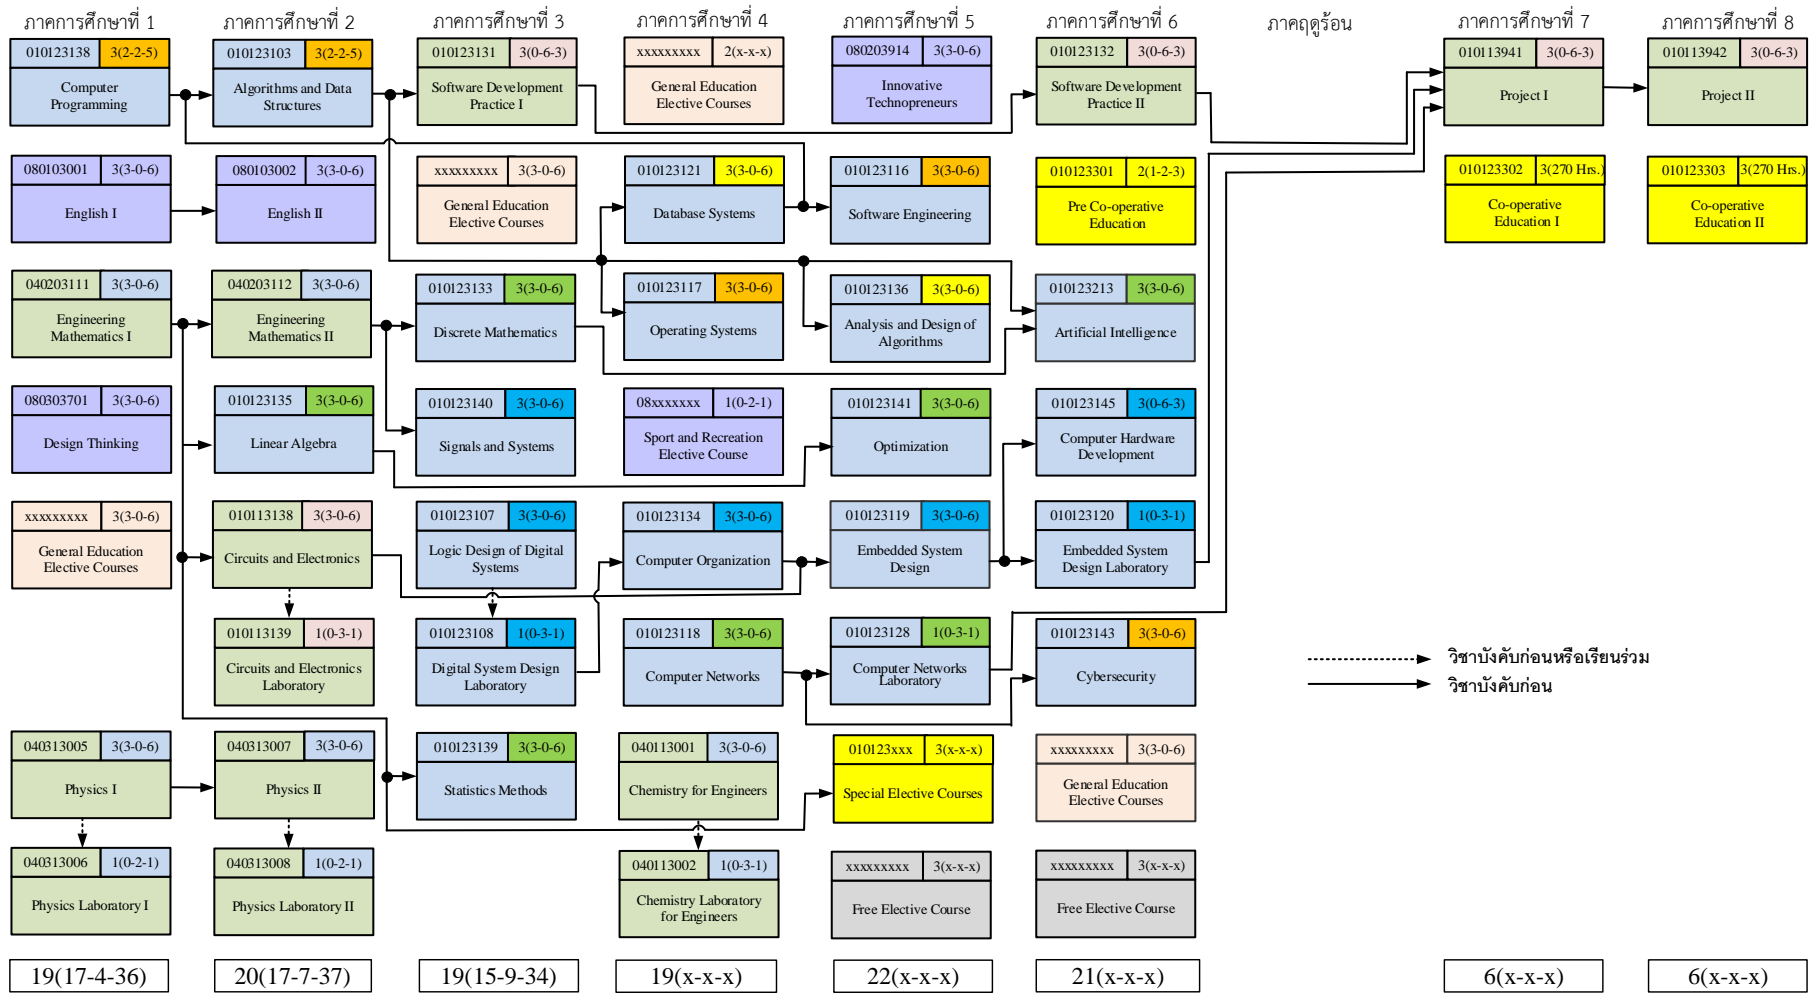 ภาคการศึกษาที่ 1
ภาคการศึกษาที่ 2
ภาคการศึกษาที่ 3
ภาคการศึกษาที่ 4
ภาคการศึกษาที่ 5
ภาคการศึกษาที่ 6
ภาคฤดูร้อน
ภาคการศึกษาที่ 7
ภาคการศึกษาที่ 8
010123138 3(2-2-5)
Computer
Programming
010123103 3(2-2-5)
Algorithms and Data
Structures
010123131 3(0-6-3)
Software Development
Practice I
xxxxxxxxx 2(x-x-x)
General Education
Elective Courses
080203914 3(3-0-6)
Innovative
Technopreneurs
010123132 3(0-6-3)
Software Development
Practice II
010113941 3(0-6-3)
Project I
010113942 3(0-6-3)
Project II
080103001 3(3-0-6)
English I
080103002 3(3-0-6)
English II
xxxxxxxxx 3(3-0-6)
General Education
Elective Courses
010123121 3(3-0-6)
Database Systems
010123116 3(3-0-6)
Software Engineering
010123301 2(1-2-3)
Pre Co-operative
Education
010123302 3(270 Hrs.)
Co-operative
Education I
010123303 3(270 Hrs.)
Co-operative
Education II
040203111 3(3-0-6)
Engineering
Mathematics I
040203112 3(3-0-6)
Engineering
Mathematics II
010123133 3(3-0-6)
Discrete Mathematics
010123117 3(3-0-6)
Operating Systems
010123136 3(3-0-6)
Analysis and Design of
Algorithms
010123213 3(3-0-6)
Artificial Intelligence
080303701 3(3-0-6)
Design Thinking
010123135 3(3-0-6)
Linear Algebra
010123140 3(3-0-6)
Signals and Systems
08xxxxxxx 1(0-2-1)
Sport and Recreation
Elective Course
010123141 3(3-0-6)
Optimization
010123145 3(0-6-3)
Computer Hardware
Development
xxxxxxxxx 3(3-0-6)
General Education
Elective Courses
010113138 3(3-0-6)
Circuits and Electronics
010123107 3(3-0-6)
Logic Design of Digital
Systems
010123134 3(3-0-6)
Computer Organization
010123119 3(3-0-6)
Embedded System
Design
010123120 1(0-3-1)
Embedded System
Design Laboratory
010113139 1(0-3-1)
Circuits and Electronics
Laboratory
010123108 1(0-3-1)
Digital System Design
Laboratory
010123118 3(3-0-6)
Computer Networks
010123128 1(0-3-1)
Computer Networks
Laboratory
010123143 3(3-0-6)
Cybersecurity
วิชาบังคับก่อนหรือเรียนร่วม
วิชาบังคับก่อน
040313005 3(3-0-6)
Physics I
040313007 3(3-0-6)
Physics II
010123139 3(3-0-6)
Statistics Methods
040113001 3(3-0-6)
Chemistry for Engineers
010123xxx 3(x-x-x)
Special Elective Courses
xxxxxxxxx 3(3-0-6)
General Education
Elective Courses
040313006 1(0-2-1)
Physics Laboratory I
040313008 1(0-2-1)
Physics Laboratory II
040113002 1(0-3-1)
Chemistry Laboratory
for Engineers
xxxxxxxxx 3(x-x-x)
Free Elective Course
xxxxxxxxx 3(x-x-x)
Free Elective Course
19(17-4-36)
20(17-7-37)
19(15-9-34)
19(x-x-x)
22(x-x-x)
21(x-x-x)
6(x-x-x)
6(x-x-x)